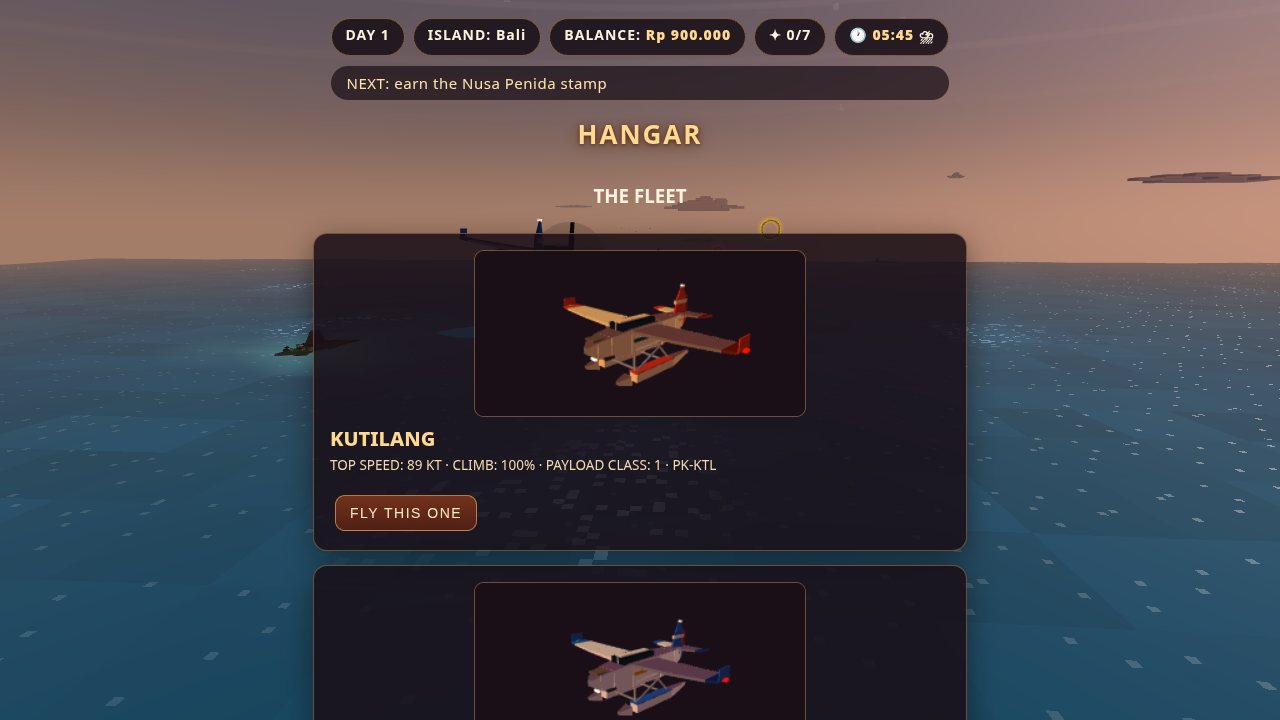 DAY 1
ISLAND: Bali
BALANCE: Rp 900.000
✦ 0/7
🕐 05:45 ⛈
NEXT: earn the Nusa Penida stamp
HANGAR
THE FLEET
KUTILANG
TOP SPEED: 89 KT · CLIMB: 100% · PAYLOAD CLASS: 1 · PK-KTL
FLY THIS ONE